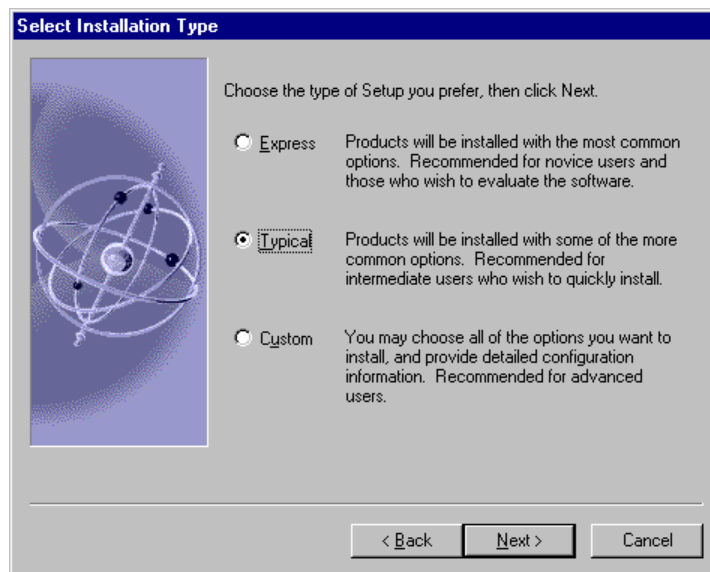 Select Installation Type
Choose the type of Setup you prefer, then click Next.
Express
Products will be installed with the most common
options. Recommended for novice users and
those who wish to evaluate the software.
Typical
Products will be installed with some of the more
common options. Recommended for
intermediate users who wish to quickly install.
Custom
You may choose all of the options you want to
install, and provide detailed configuration
information. Recommended for advanced
users.
< Back
Next >
Cancel